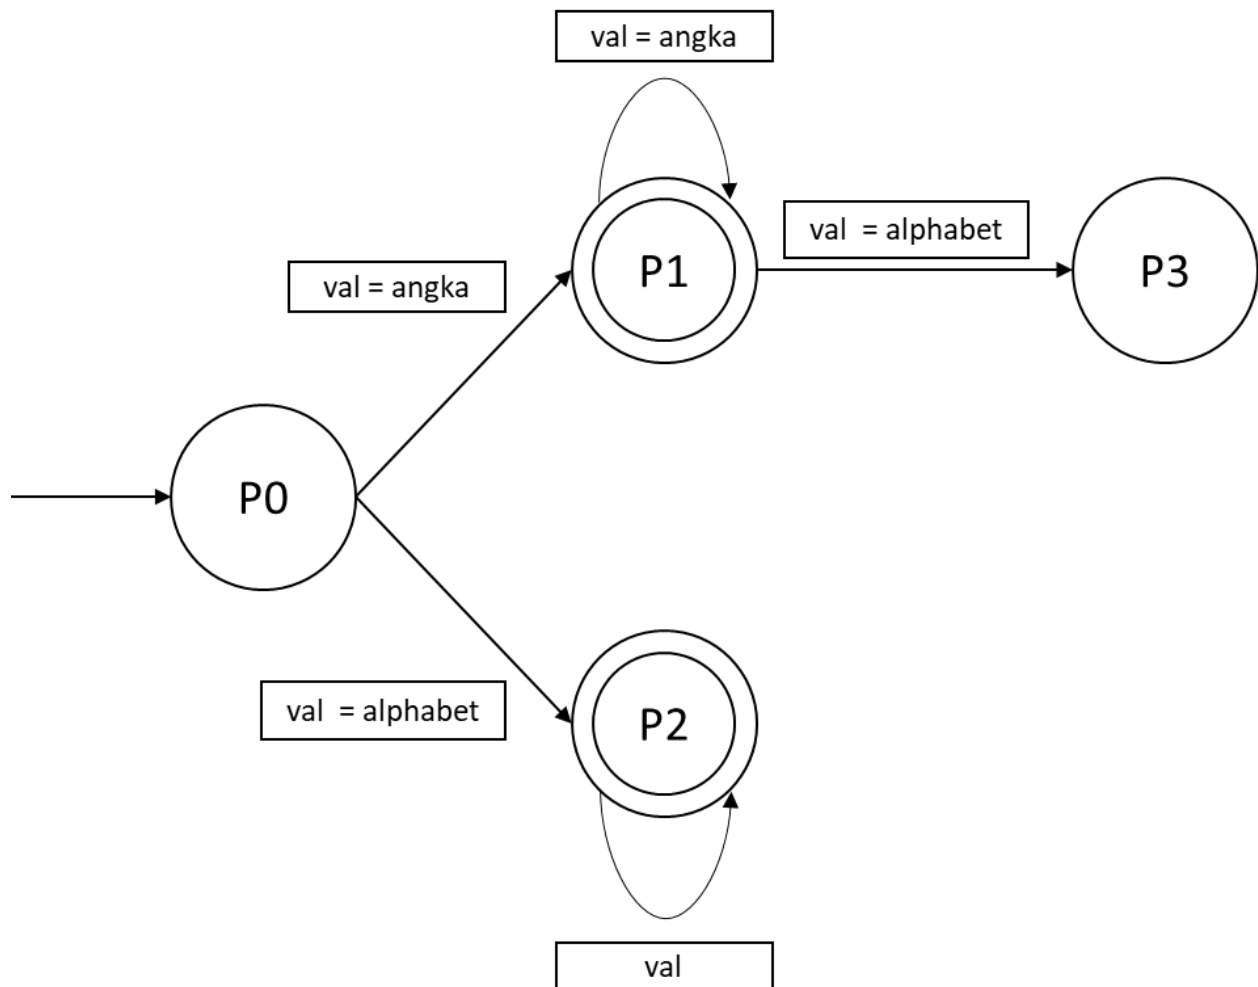 val = angka
val = alphabet
P1
P3
val = angka
P0
val = alphabet
P2
val